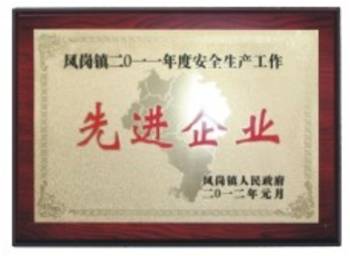 凤岗镇二〇一一年度安全生产工作
先进企业
凤岗镇人民政府
二〇一二年元月